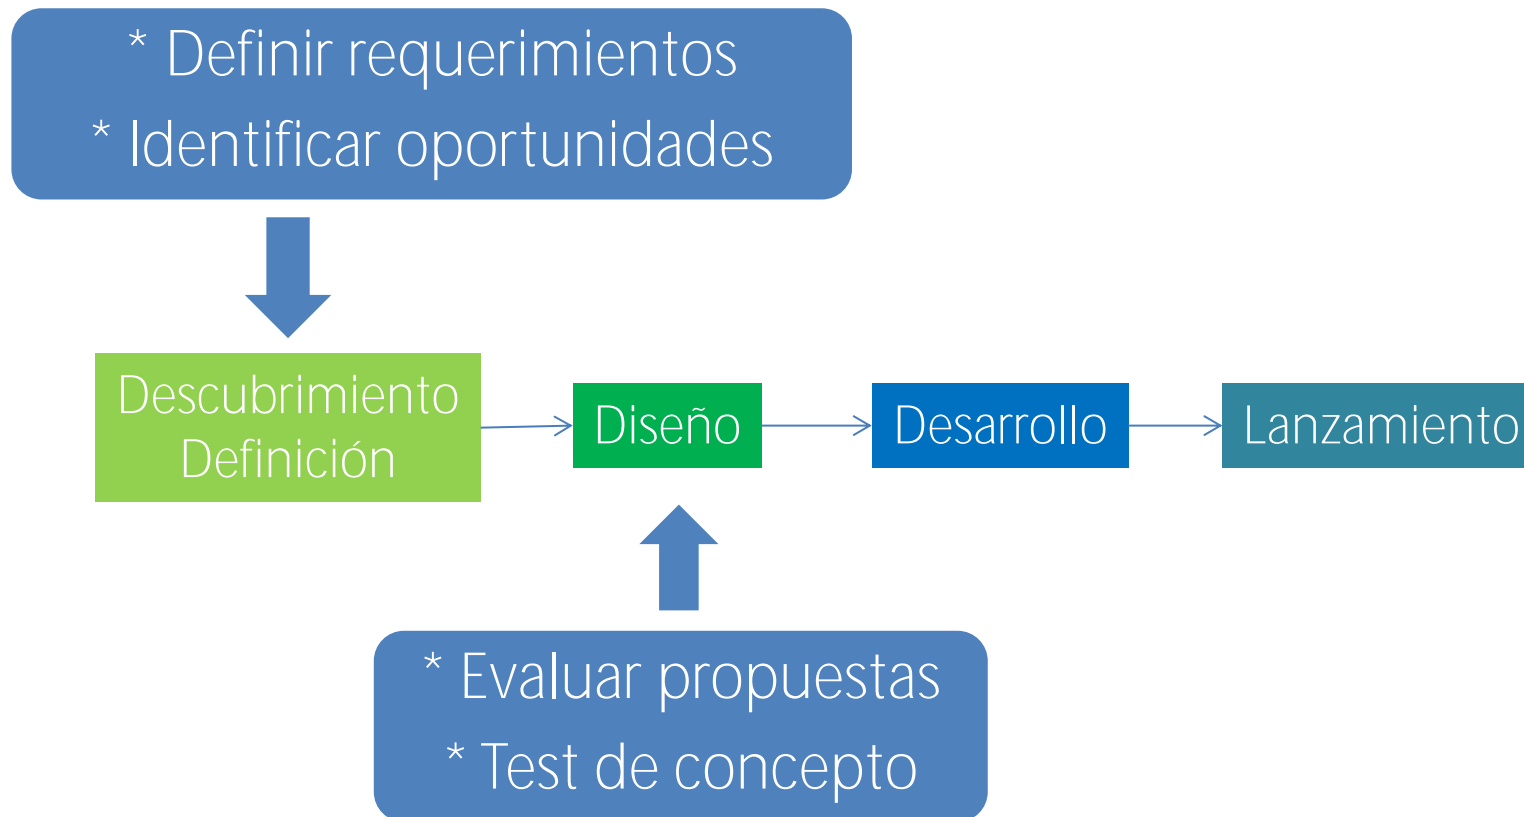 * Definir requerimientos
* Identificar oportunidades
Descubrimiento
Definición
Diseño
Desarrollo
Lanzamiento
* Evaluar propuestas
* Test de concepto